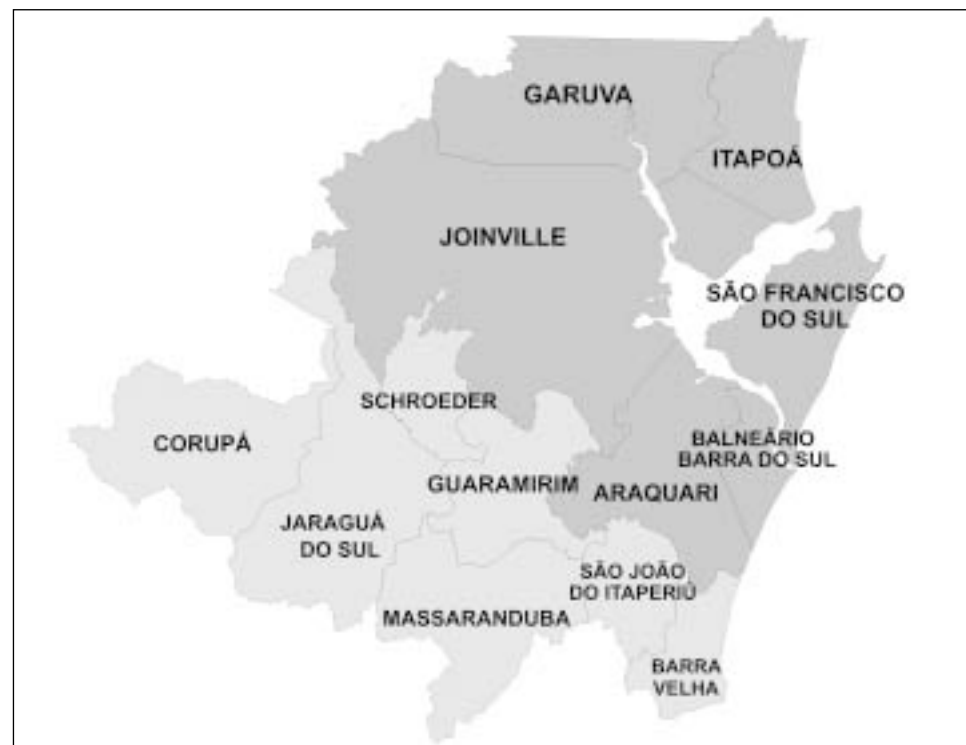 GARUVA
ITAPOÁ
JOINVILLE
SÃO FRANCISCO
DO SUL
SCHROEDER
CORUPÁ
BALNEÃRIO
BARRA DO SUL
GUARAMIRIM
ARAQUARI
JARAGUÁ
DO SUL
SÃO JOÃO
DO ITAPERIÚ
MASSARANDUBA
BARRA
VELHA